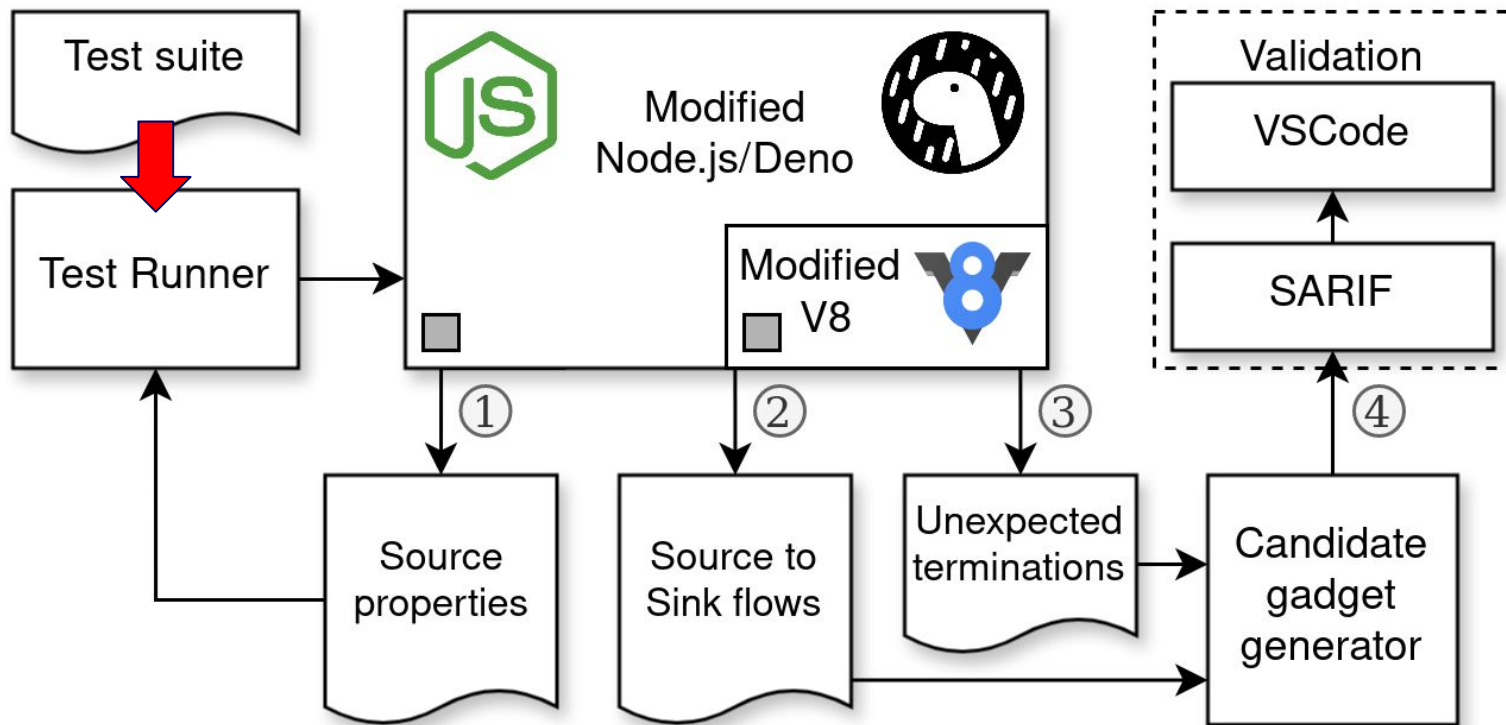 Test suite
JS
Modified
Node.js/Deno
Validation
VSCode
Test Runner
Modified
V8
8
SARIF
①
②
③
④
Source
properties
Source to
Sink flows
Unexpected
terminations
Candidate
gadget
generator